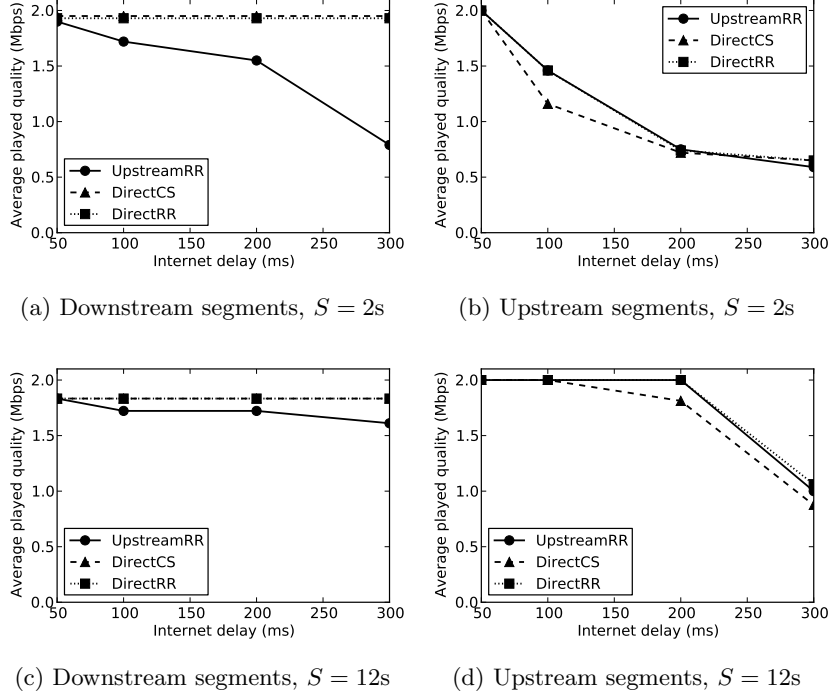 Average played quality (Mbps)
2.0
1.5
1.0
0.5
0.0
50 100 150 200 250 300
Internet delay (ms)
UpstreamRR
DirectCS
DirectRR
(a) Downstream segments, S = 2s
Average played quality (Mbps)
2.0
1.5
1.0
0.5
0.0
50 100 150 200 250 300
Internet delay (ms)
UpstreamRR
DirectCS
DirectRR
(b) Upstream segments, S = 2s
Average played quality (Mbps)
2.0
1.5
1.0
0.5
0.0
50 100 150 200 250 300
Internet delay (ms)
UpstreamRR
DirectCS
DirectRR
(c) Downstream segments, S = 12s
Average played quality (Mbps)
2.0
1.5
1.0
0.5
0.0
50 100 150 200 250 300
Internet delay (ms)
UpstreamRR
DirectCS
DirectRR
(d) Upstream segments, S = 12s